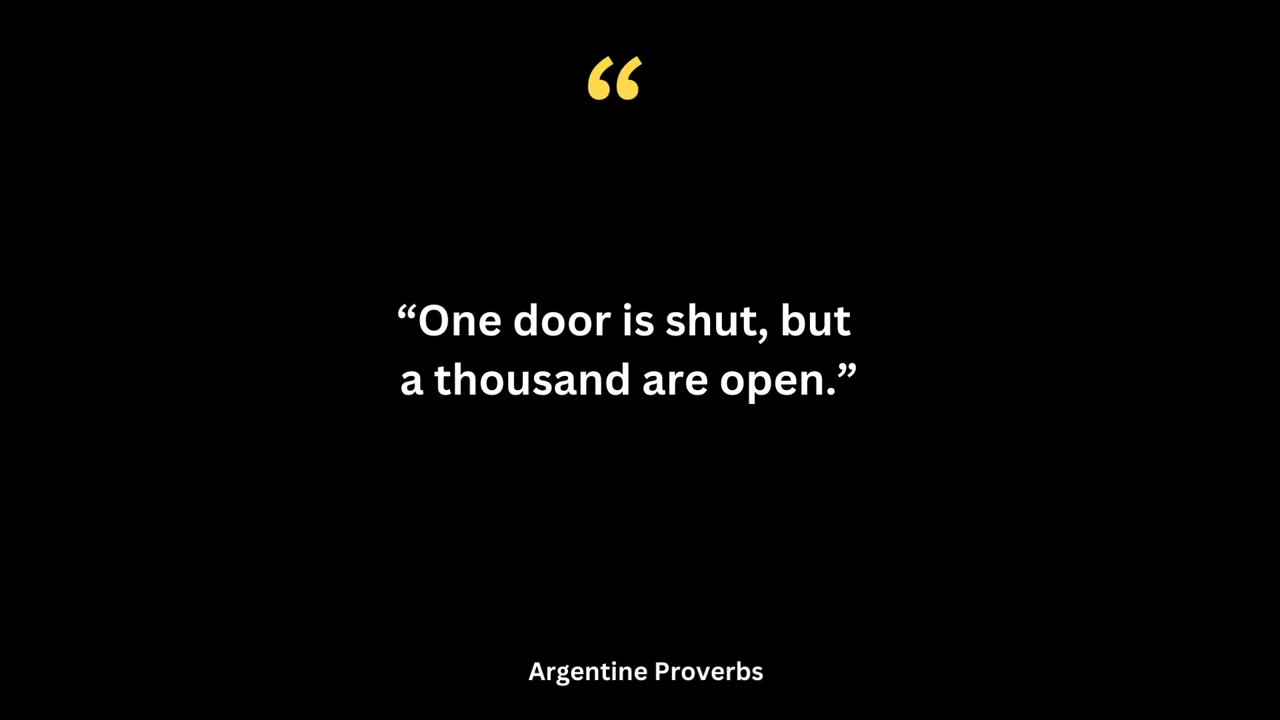 “
“One door is shut, but
a thousand are open.”
Argentine Proverbs